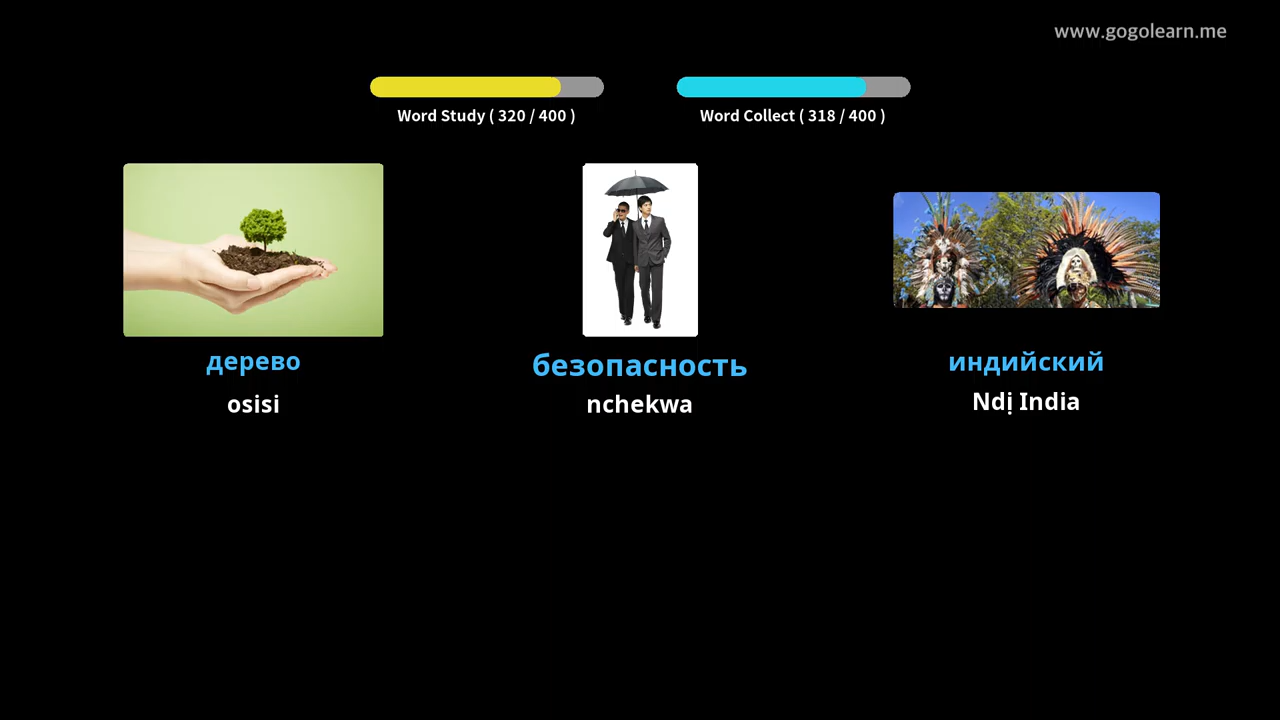 www.gogolearn.me
Word Study ( 320 / 400 )
Word Collect ( 318 / 400 )
дерево
безопасность
индийский
osisi
nchekwa
Ndị India